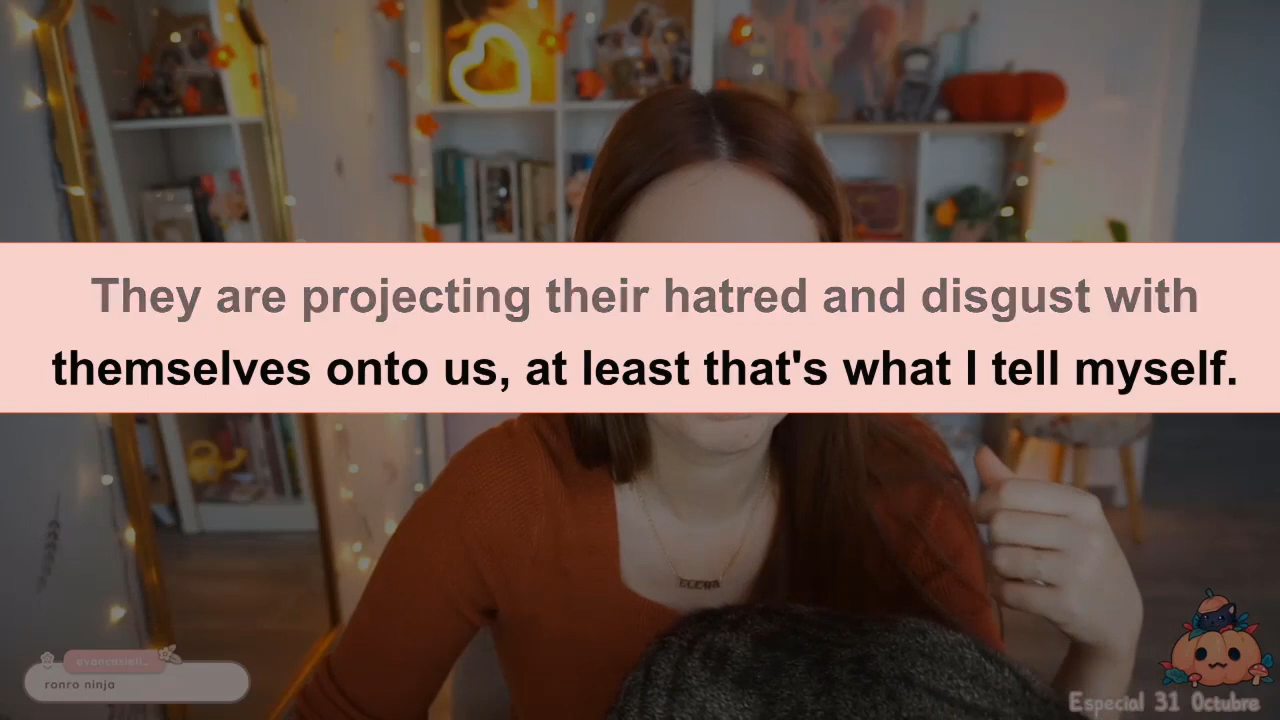 They are projecting their hatred and disgust with
themselves onto us, at least that's what I tell myself.
ELENA
ronro ninja
Especial 31 Octubre